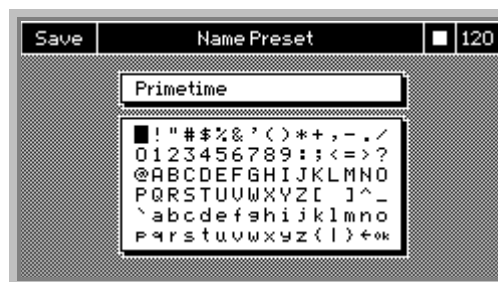 Save Name Preset 120
Primetime
!"#$%&'()*+,-./
0123456789:;<=>?
@ABCDEFGHIJKLMNO
PQRSTUVWXYZ[ ]^_
`abcdefghijklmno
pqrstuvwxyz{|}←ok